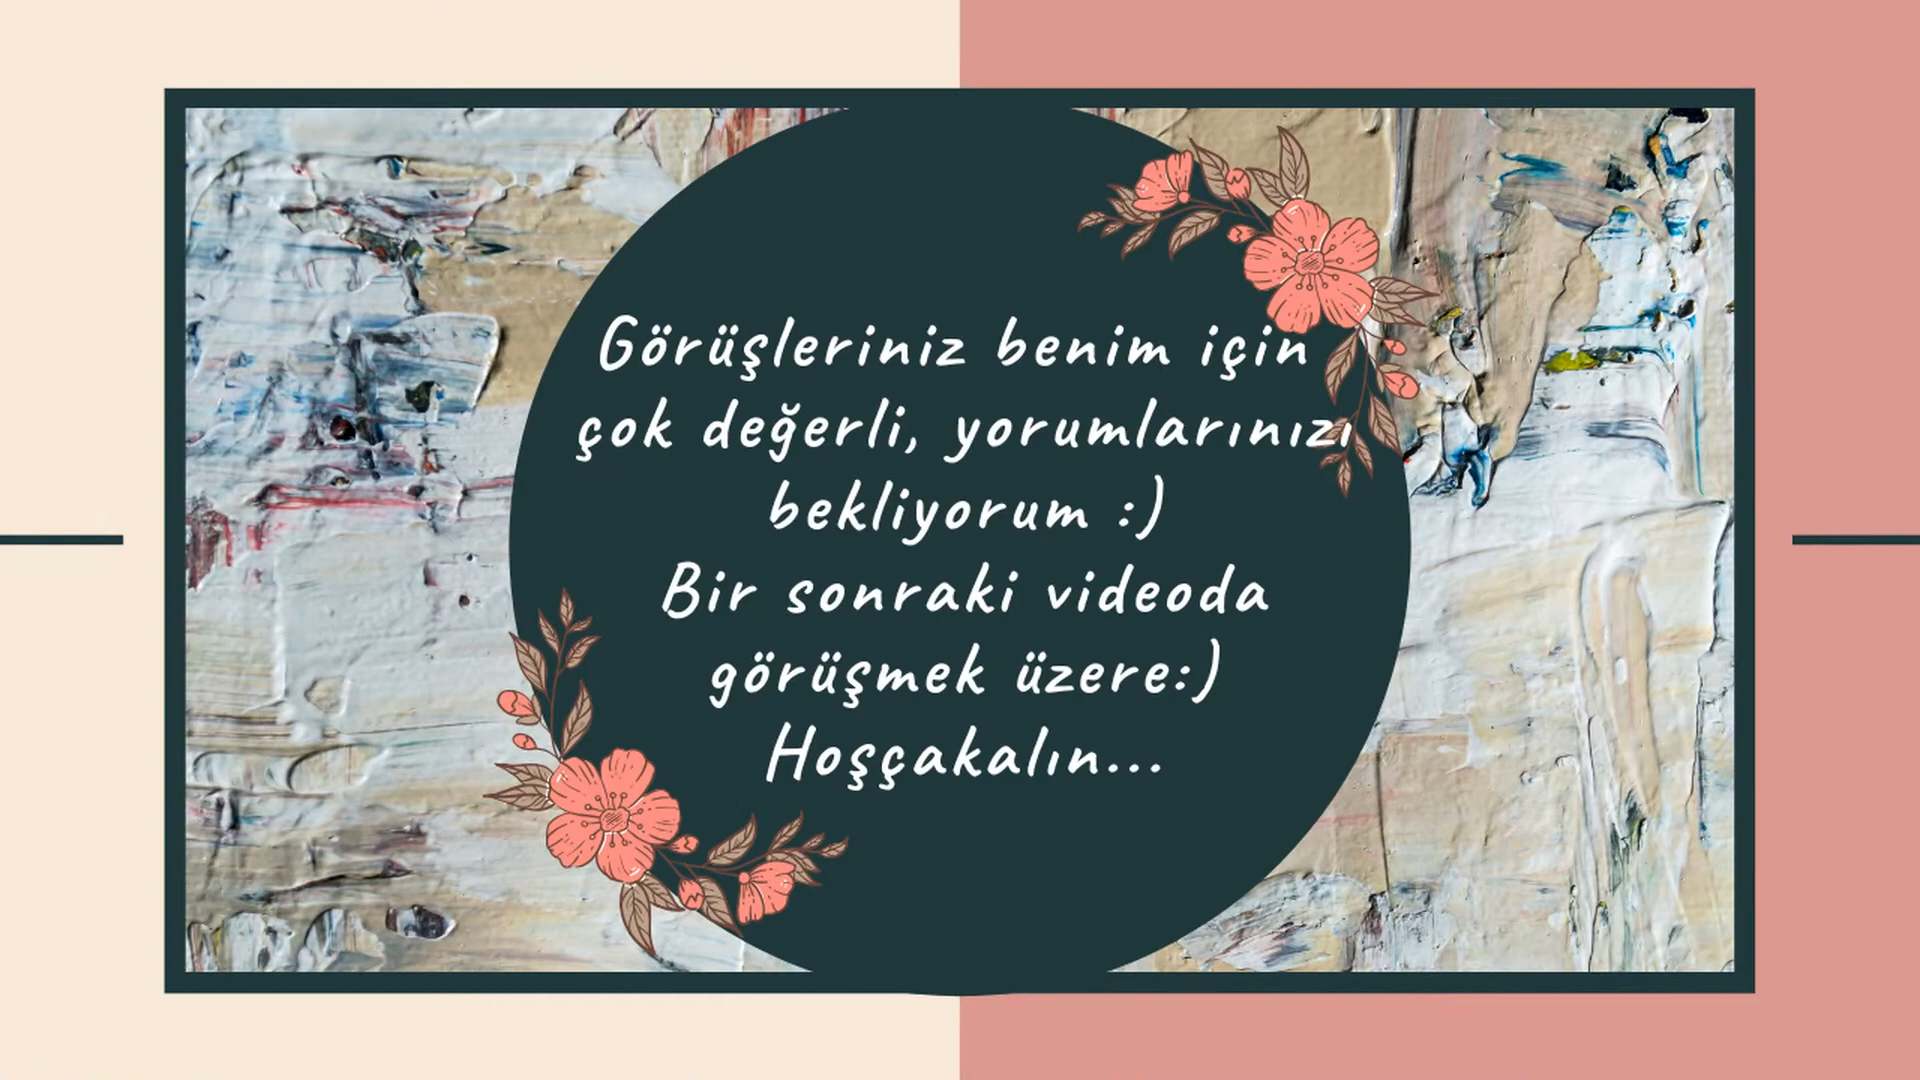 Görüşleriniz benim için
çok değerli, yorumlarınızı
bekliyorum :)
Bir sonraki videoda
görüşmek üzere:)
Hoşçakalın...